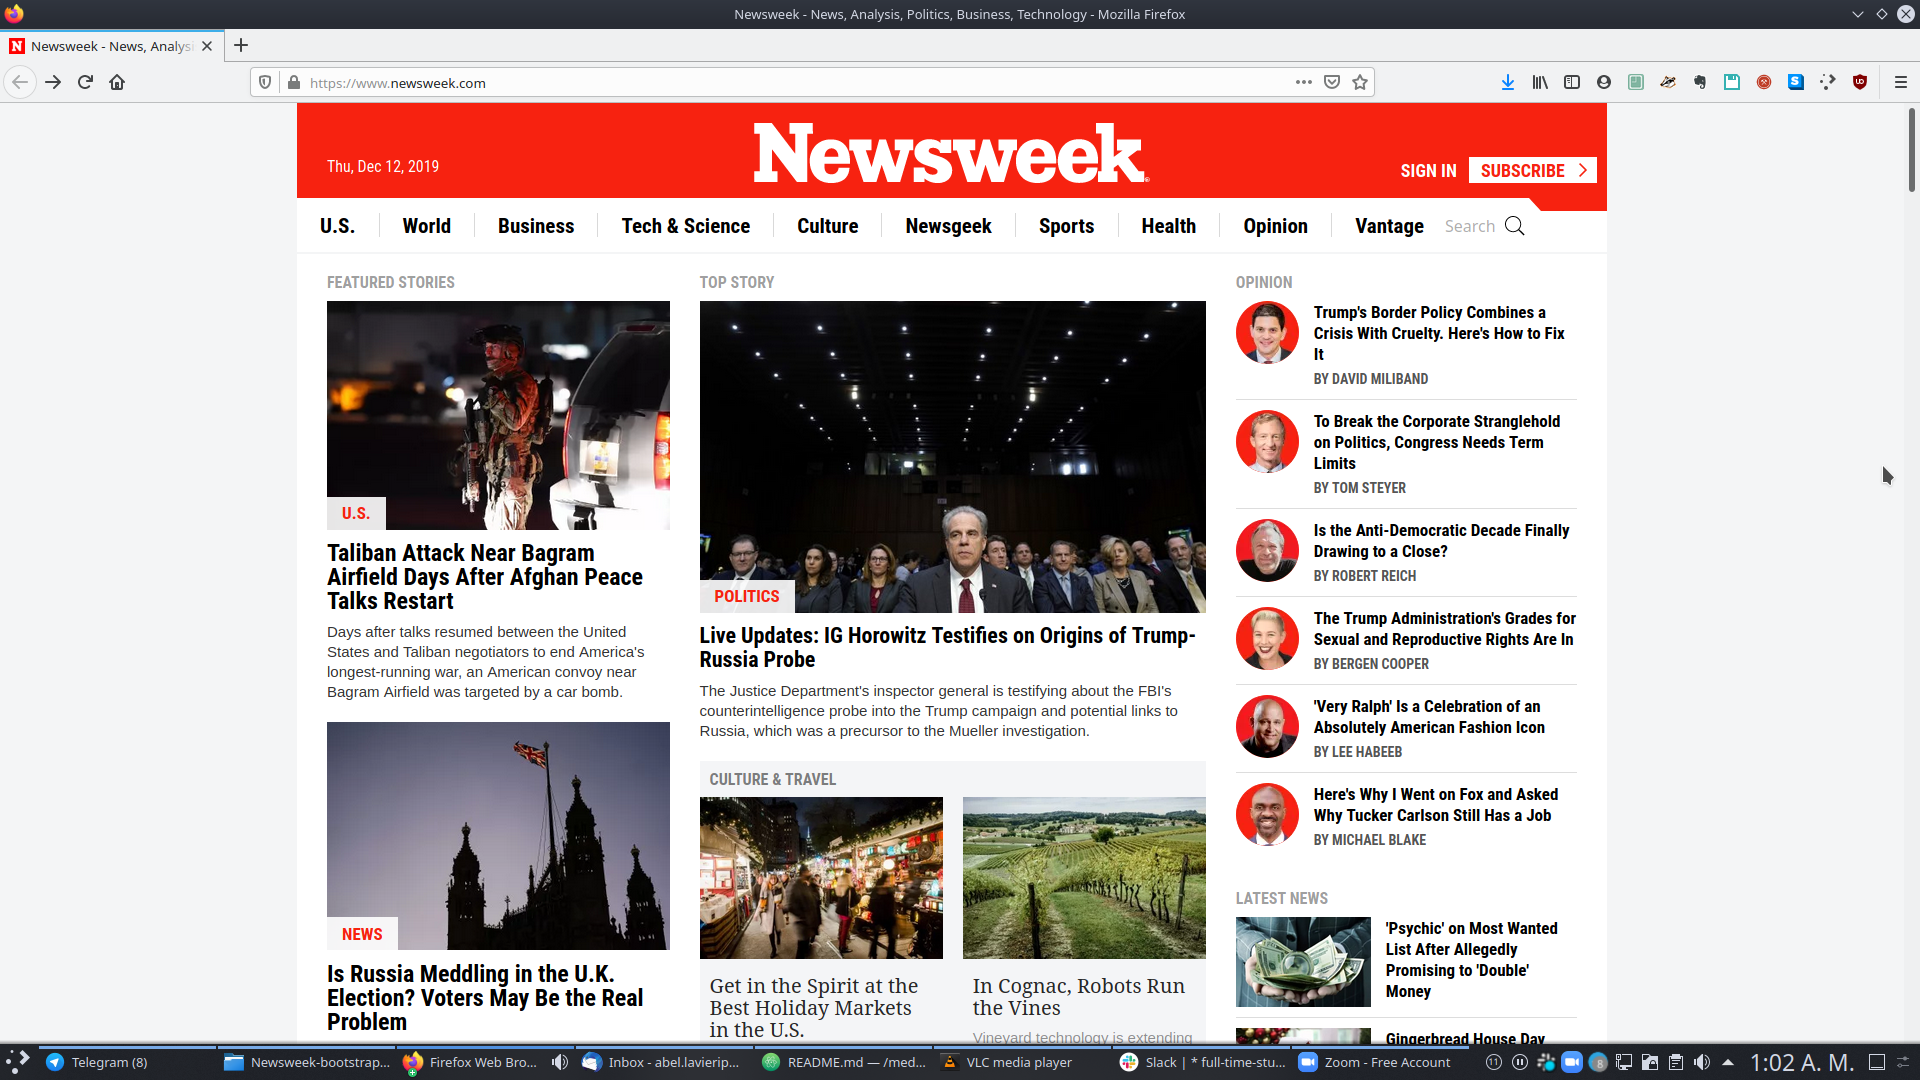 Newsweek - News, Analysis, Politics, Business, Technology - Mozilla Firefox
Newsweek - News, Analysi
https://www.newsweek.com
Thu, Dec 12, 2019
Newsweek
SIGN IN
SUBSCRIBE
U.S.
World
Business
Tech & Science
Culture
Newsgeek
Sports
Health
Opinion
Vantage
Search
FEATURED STORIES
U.S.
Taliban Attack Near Bagram
Airfield Days After Afghan Peace
Talks Restart
Days after talks resumed between the United
States and Taliban negotiators to end America's
longest-running war, an American convoy near
Bagram Airfield was targeted by a car bomb.
NEWS
Is Russia Meddling in the U.K.
Election? Voters May Be the Real
Problem
TOP STORY
POLITICS
Live Updates: IG Horowitz Testifies on Origins of Trump-
Russia Probe
The Justice Department's inspector general is testifying about the FBI's
counterintelligence probe into the Trump campaign and potential links to
Russia, which was a precursor to the Mueller investigation.
CULTURE & TRAVEL
Get in the Spirit at the
Best Holiday Markets
in the U.S.
In Cognac, Robots Run
the Vines
Vineyard technology is extending
OPINION
Trump's Border Policy Combines a
Crisis With Cruelty. Here's How to Fix
It
BY DAVID MILIBAND
To Break the Corporate Stranglehold
on Politics, Congress Needs Term
Limits
BY TOM STEYER
Is the Anti-Democratic Decade Finally
Drawing to a Close?
BY ROBERT REICH
The Trump Administration's Grades for
Sexual and Reproductive Rights Are In
BY BERGEN COOPER
'Very Ralph' Is a Celebration of an
Absolutely American Fashion Icon
BY LEE HABEEB
Here's Why I Went on Fox and Asked
Why Tucker Carlson Still Has a Job
BY MICHAEL BLAKE
LATEST NEWS
'Psychic' on Most Wanted
List After Allegedly
Promising to 'Double'
Money
Gingerbread House Day
Telegram (8)
Newsweek-bootstrap...
Firefox Web Bro...
Inbox - abel.lavierip...
README.md — /med...
VLC media player
Slack | * full-time-stu...
Zoom - Free Account
11
8
1:02 A. M.